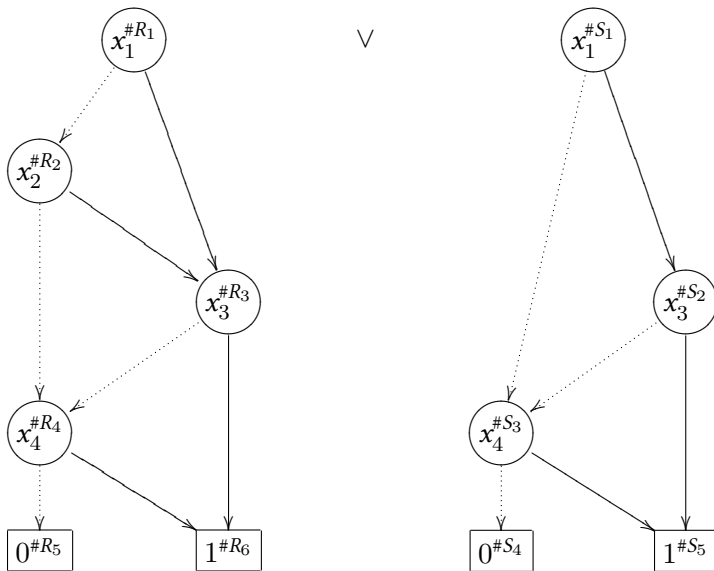 x₁^{#R₁} ∨ x₁^{#S₁}
x₂^{#R₂}
x₃^{#R₃} x₃^{#S₂}
x₄^{#R₄} x₄^{#S₃}
0^{#R₅} 1^{#R₆} 0^{#S₄} 1^{#S₅}